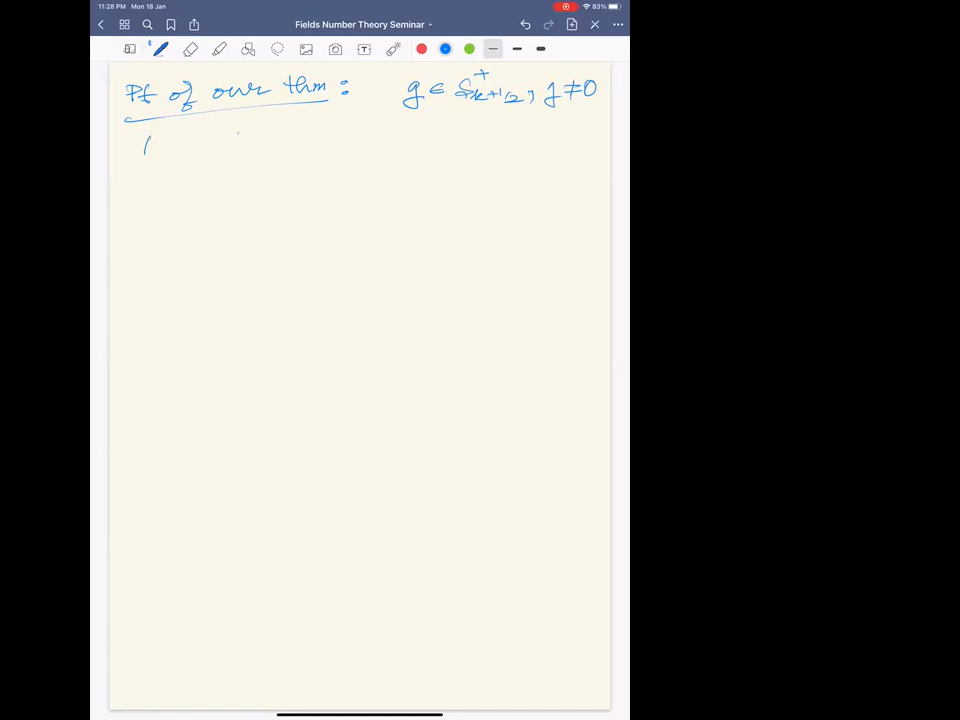 11:28 PM Mon 18 Jan
83%
Fields Number Theory Seminar
T
Pf of our thm : g ∈ S⁺ₖ₊₁/₂, g ≠ 0